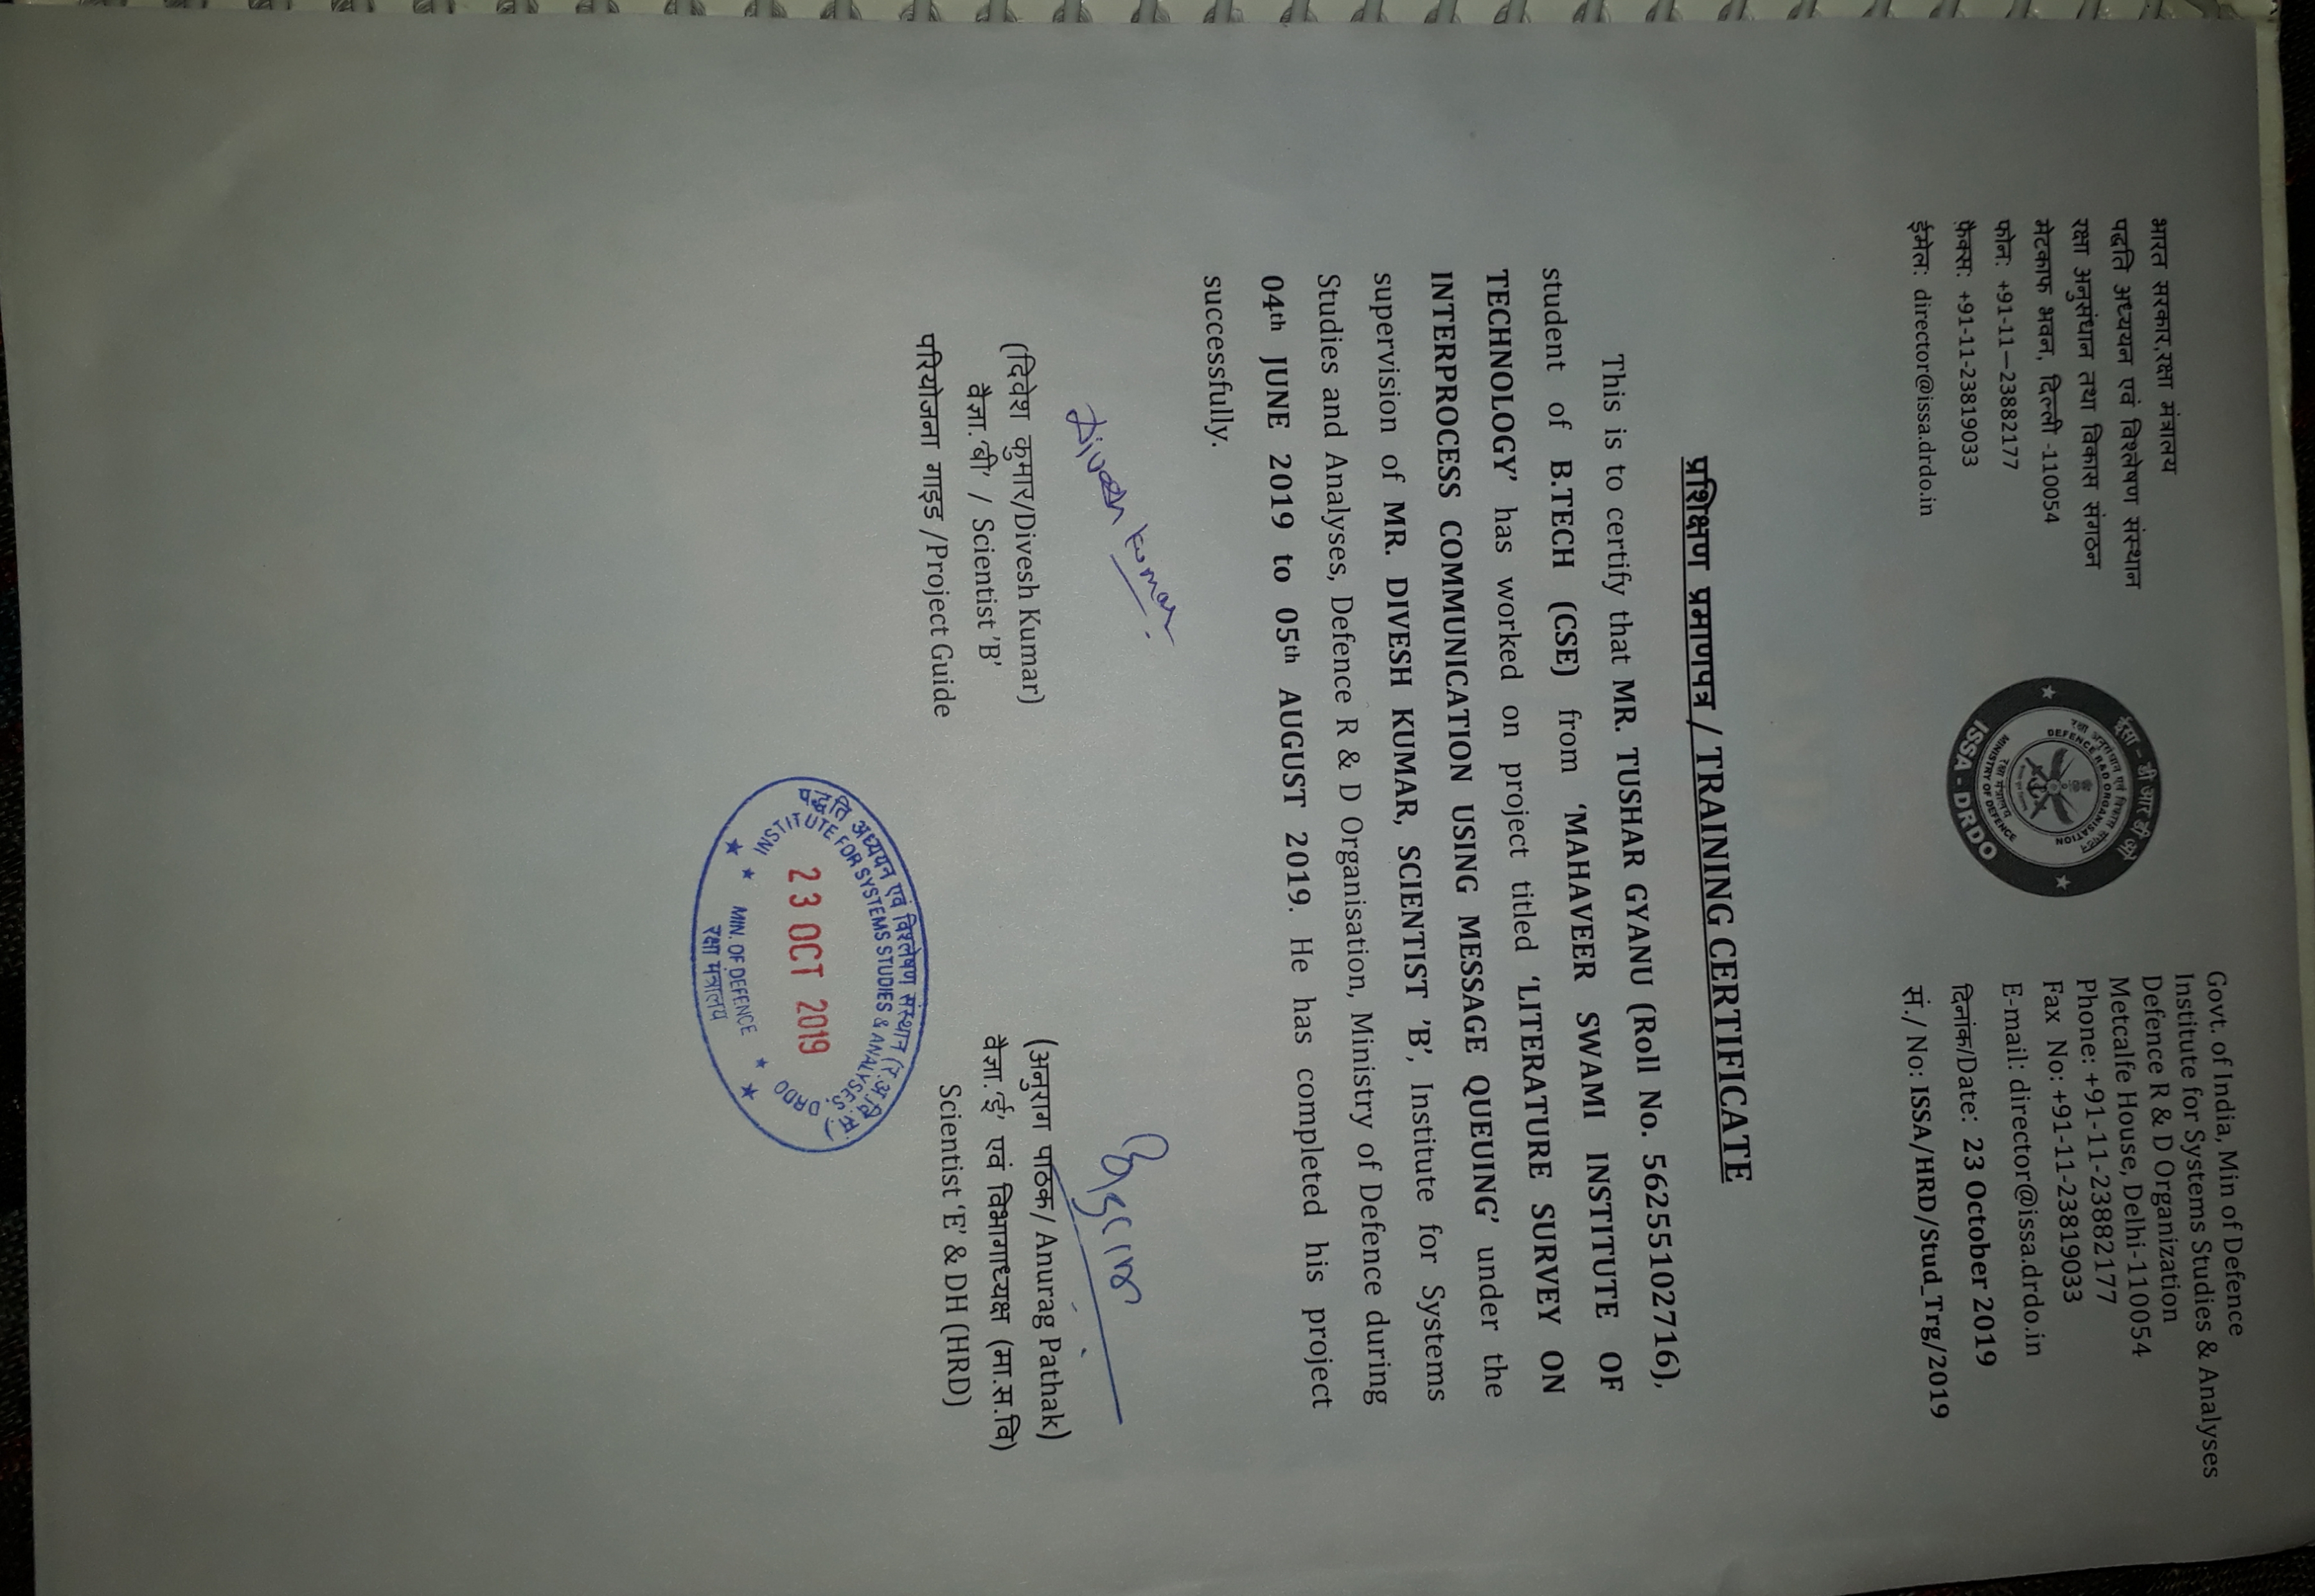 भारत सरकार,रक्षा मंत्रालय
पद्धति अध्ययन एवं विश्लेषण संस्थान
रक्षा अनुसंधान तथा विकास संगठन
मेटकाफ भवन, दिल्ली -110054
फोन: +91-11—23882177
फ़ैक्स: +91-11-23819033
ईमेल: director@issa.drdo.in
ईसा - डी आर डी ओ
रक्षा अनुसंधान एवं विकास संगठन
DEFENCE R&D ORGANISATION
रक्षा मंत्रालय
MINISTRY OF DEFENCE
ISSA - DRDO
Govt. of India, Min of Defence
Institute for Systems Studies & Analyses
Defence R & D Organization
Metcalfe House, Delhi-110054
Phone: +91-11-23882177
Fax No: +91-11-23819033
E-mail: director@issa.drdo.in
दिनांक/Date: 23 October 2019
सं./ No: ISSA/HRD/Stud_Trg/2019
प्रशिक्षण प्रमाणपत्र / TRAINING CERTIFICATE
This is to certify that MR. TUSHAR GYANU (Roll No. 56255102716),
student of B.TECH (CSE) from ‘MAHAVEER SWAMI INSTITUTE OF
TECHNOLOGY’ has worked on project titled ‘LITERATURE SURVEY ON
INTERPROCESS COMMUNICATION USING MESSAGE QUEUING’ under the
supervision of MR. DIVESH KUMAR, SCIENTIST ’B’, Institute for Systems
Studies and Analyses, Defence R & D Organisation, Ministry of Defence during
04th JUNE 2019 to 05th AUGUST 2019. He has completed his project
successfully.
Divesh Kumar
(दिवेश कुमार/Divesh Kumar)
वैज्ञा.‘बी’ / Scientist ’B’
परियोजना गाइड /Project Guide
(अनुराग पाठक/ Anurag Pathak)
वैज्ञा.‘ई’ एवं विभागाध्यक्ष (मा.स.वि)
Scientist ‘E’ & DH (HRD)
पद्धति अध्ययन एवं विश्लेषण संस्थान (र.अ.वि.सं.)
INSTITUTE FOR SYSTEMS STUDIES & ANALYSES, DRDO
23 OCT 2019
MIN. OF DEFENCE
रक्षा मंत्रालय